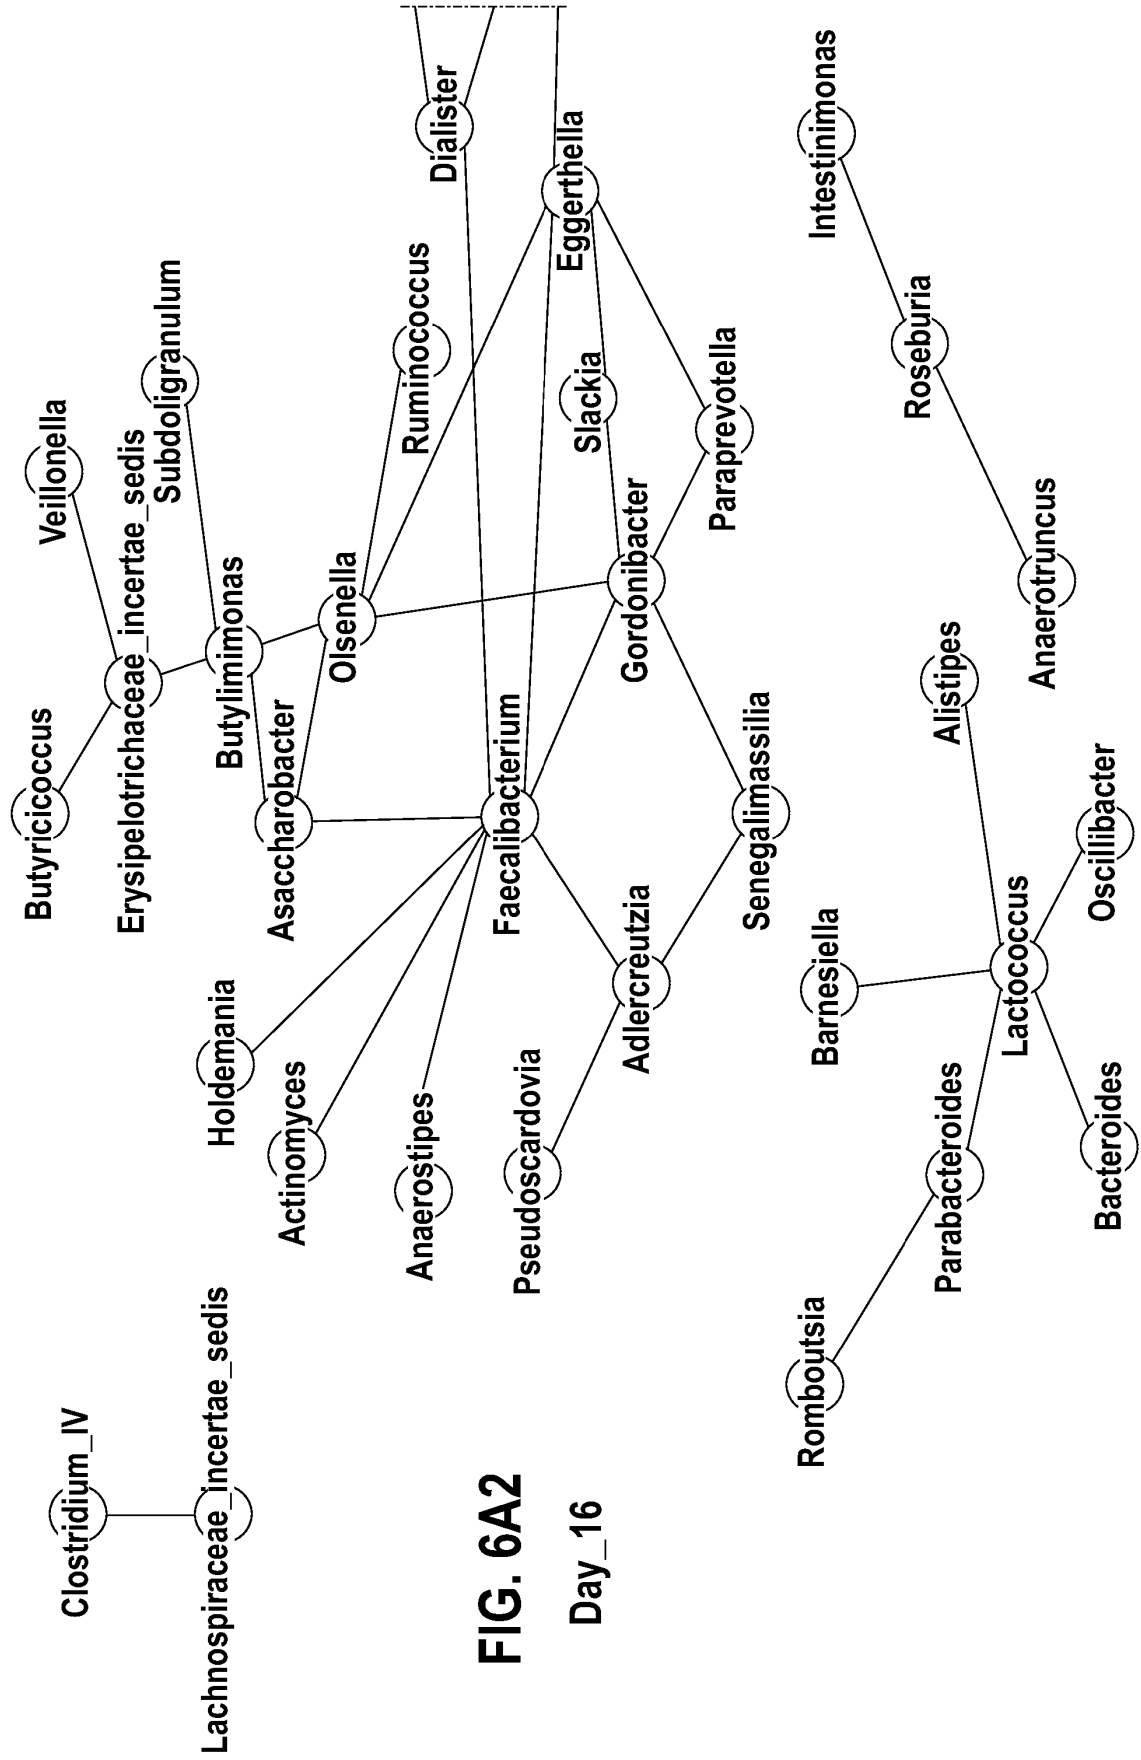 Clostridium_IV
Lachnospiraceae_incertae_sedis
FIG. 6A2
Day_16
Butyricicoccus
Veillonella
Erysipelotrichaceae_incertae_sedis
Subdoligranulum
Butylimimonas
Asaccharobacter
Olsenella
Ruminococcus
Dialister
Holdemania
Actinomyces
Anaerostipes
Faecalibacterium
Eggerthella
Slackia
Pseudoscardovia
Adlercreutzia
Gordonibacter
Paraprevotella
Senegalimassilia
Intestinimonas
Roseburia
Anaerotruncus
Romboutsia
Barnesiella
Parabacteroides
Alistipes
Lactococcus
Bacteroides
Oscillibacter